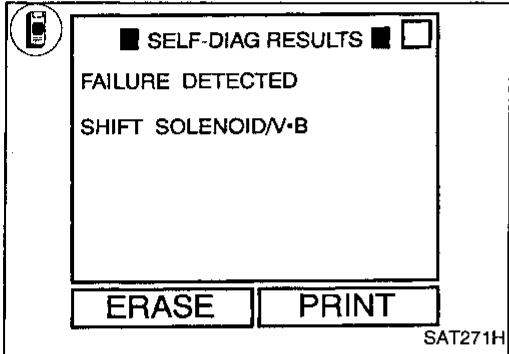 SELF-DIAG RESULTS
FAILURE DETECTED
SHIFT SOLENOID/V•B
ERASE PRINT
SAT271H